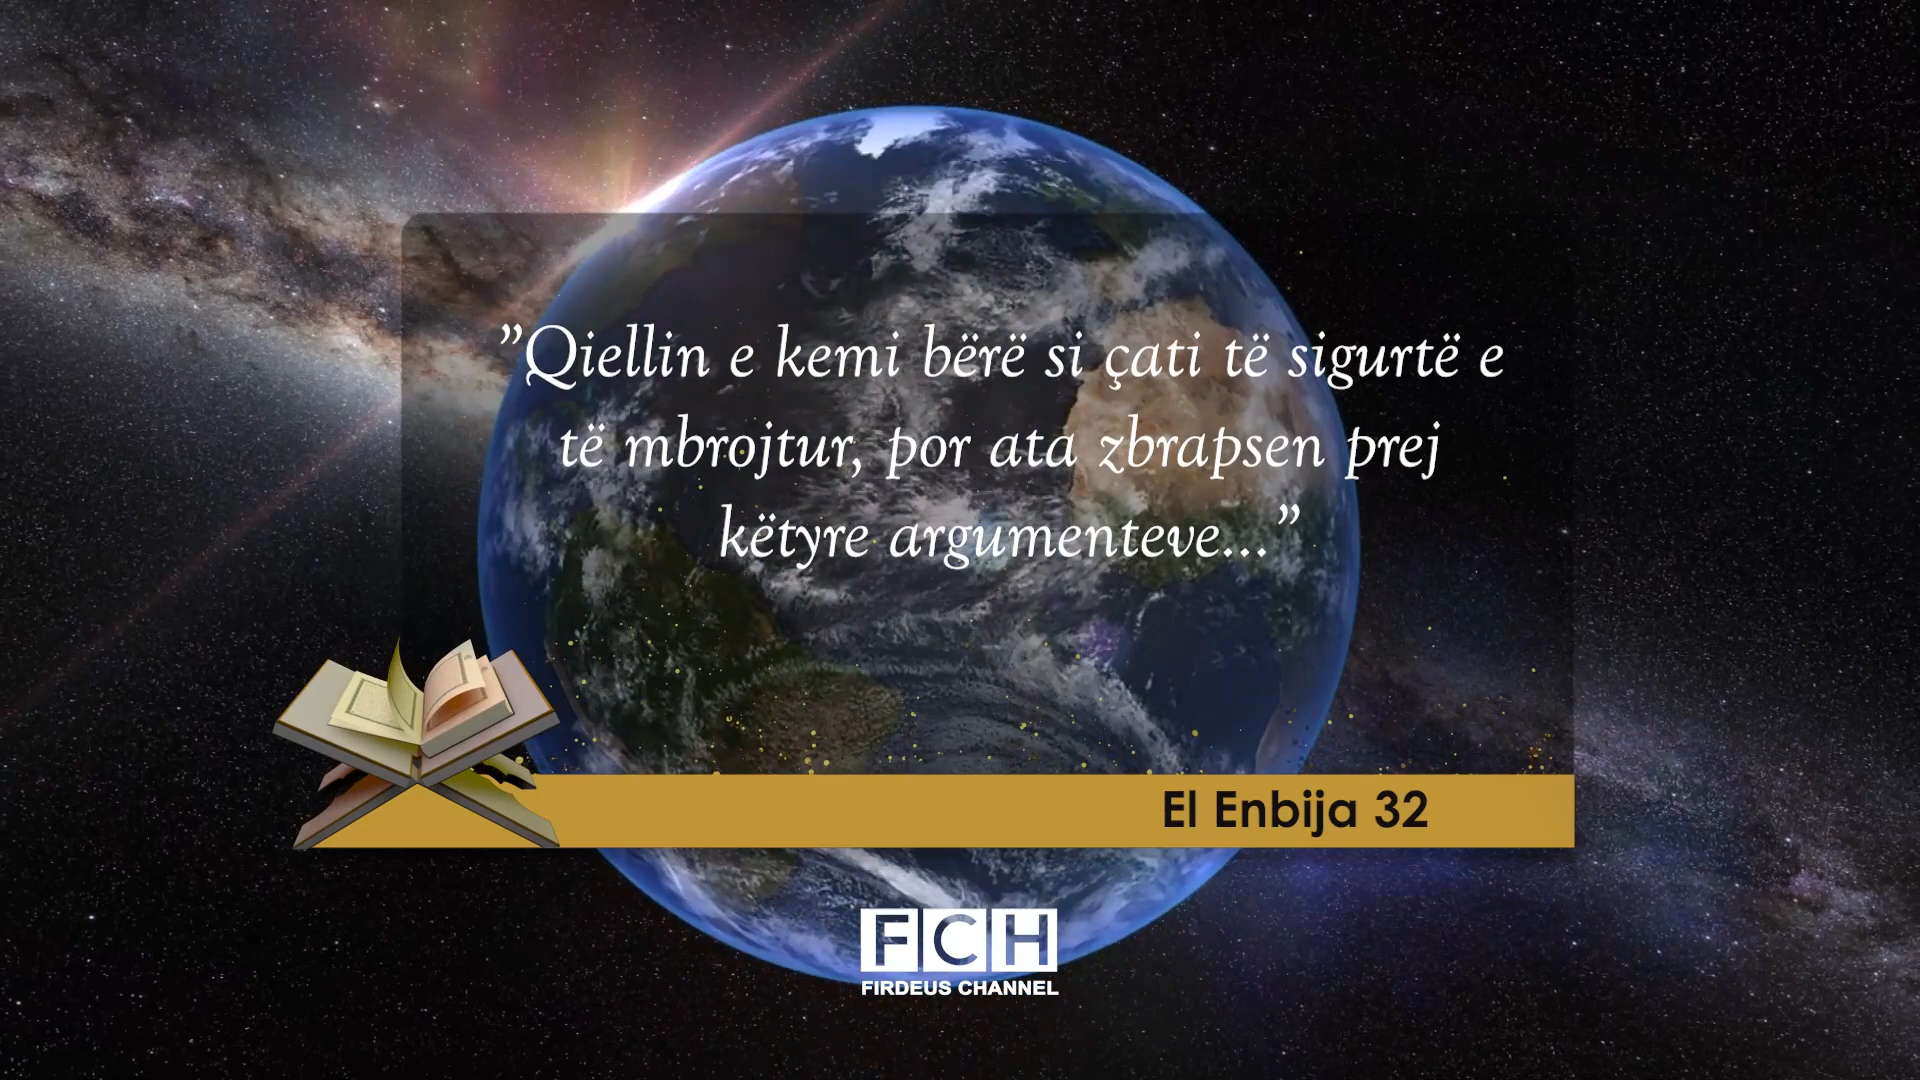 ”Qiellin e kemi bërë si çati të sigurtë e
të mbrojtur, por ata zbrapsen prej
këtyre argumenteve...”
El Enbija 32
FCH
FIRDEUS CHANNEL